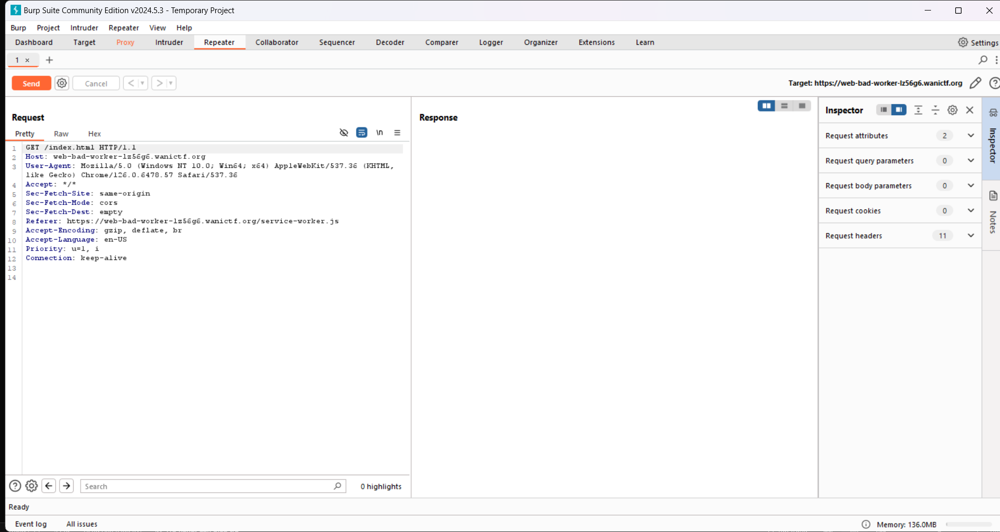 Burp Suite Community Edition v2024.5.3 - Temporary Project
Burp Project Intruder Repeater View Help
Dashboard Target Proxy Intruder Repeater Collaborator Sequencer Decoder Comparer Logger Organizer Extensions Learn Settings
1 × +
Send Cancel < >
Target: https://web-bad-worker-lz56g6.wanictf.org
Request
Pretty Raw Hex \n
1 GET /index.html HTTP/1.1
2 Host: web-bad-worker-lz56g6.wanictf.org
3 User-Agent: Mozilla/5.0 (Windows NT 10.0; Win64; x64) AppleWebKit/537.36 (KHTML,
like Gecko) Chrome/126.0.6478.57 Safari/537.36
4 Accept: */*
5 Sec-Fetch-Site: same-origin
6 Sec-Fetch-Mode: cors
7 Sec-Fetch-Dest: empty
8 Referer: https://web-bad-worker-lz56g6.wanictf.org/service-worker.js
9 Accept-Encoding: gzip, deflate, br
10 Accept-Language: en-US
11 Priority: u=1, i
12 Connection: keep-alive
13
14
Search
0 highlights
Response
Inspector
Request attributes 2
Request query parameters 0
Request body parameters 0
Request cookies 0
Request headers 11
Inspector
Notes
Ready
Event log All issues
Memory: 136.0MB